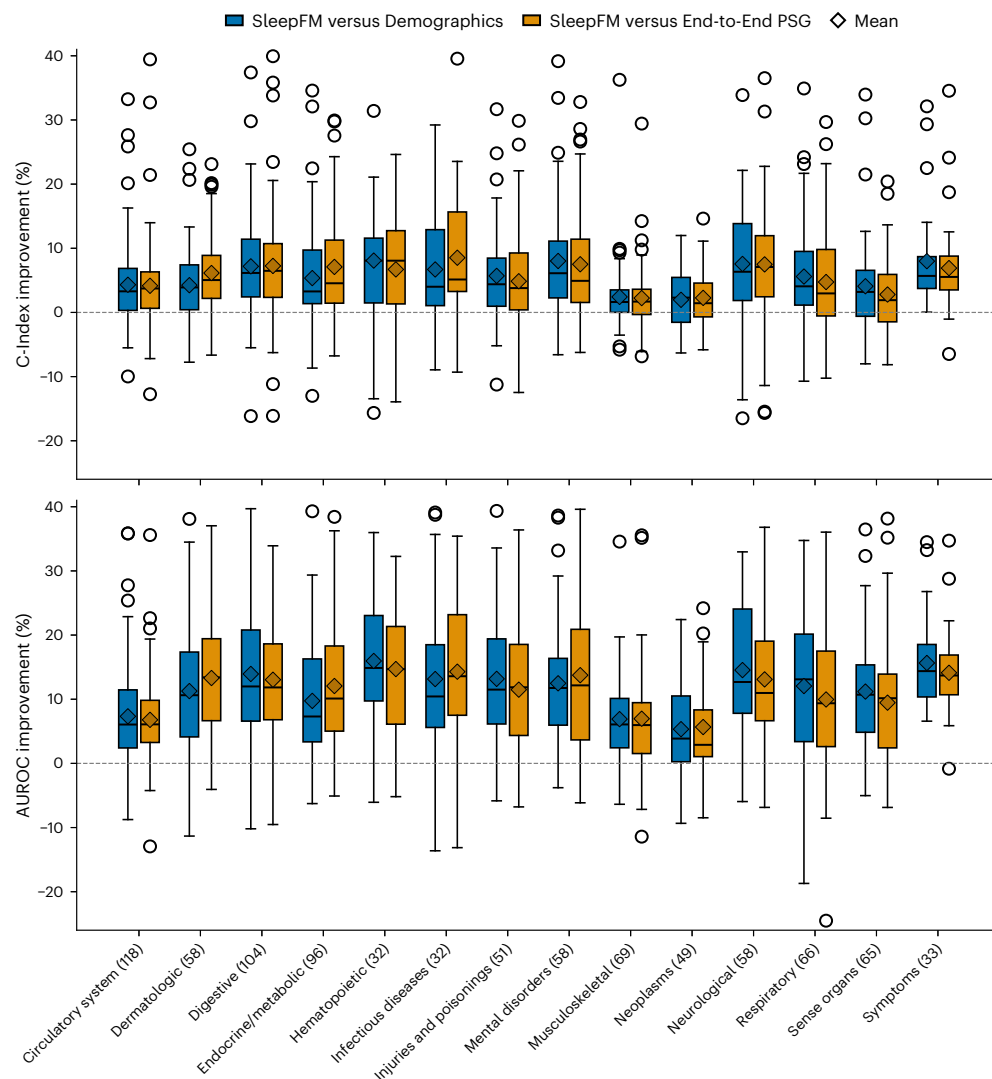 SleepFM versus Demographics SleepFM versus End-to-End PSG Mean
C-Index improvement (%)
40
30
20
10
0
−10
−20
AUROC improvement (%)
40
30
20
10
0
−10
−20
Circulatory system (118)
Dermatologic (58)
Digestive (104)
Endocrine/metabolic (96)
Hematopoietic (32)
Infectious diseases (32)
Injuries and poisonings (51)
Mental disorders (58)
Musculoskeletal (69)
Neoplasms (49)
Neurological (58)
Respiratory (66)
Sense organs (65)
Symptoms (33)